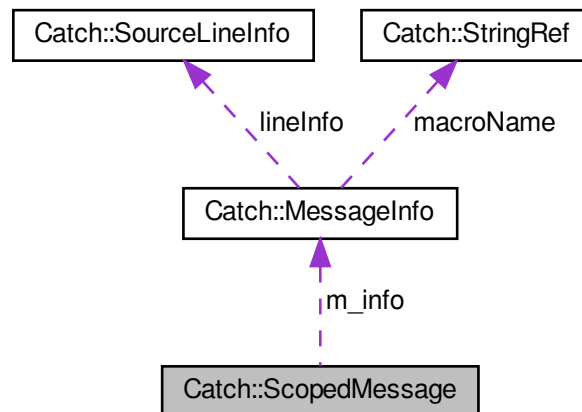 Catch::SourceLineInfo
Catch::StringRef
lineInfo
macroName
Catch::MessageInfo
m_info
Catch::ScopedMessage